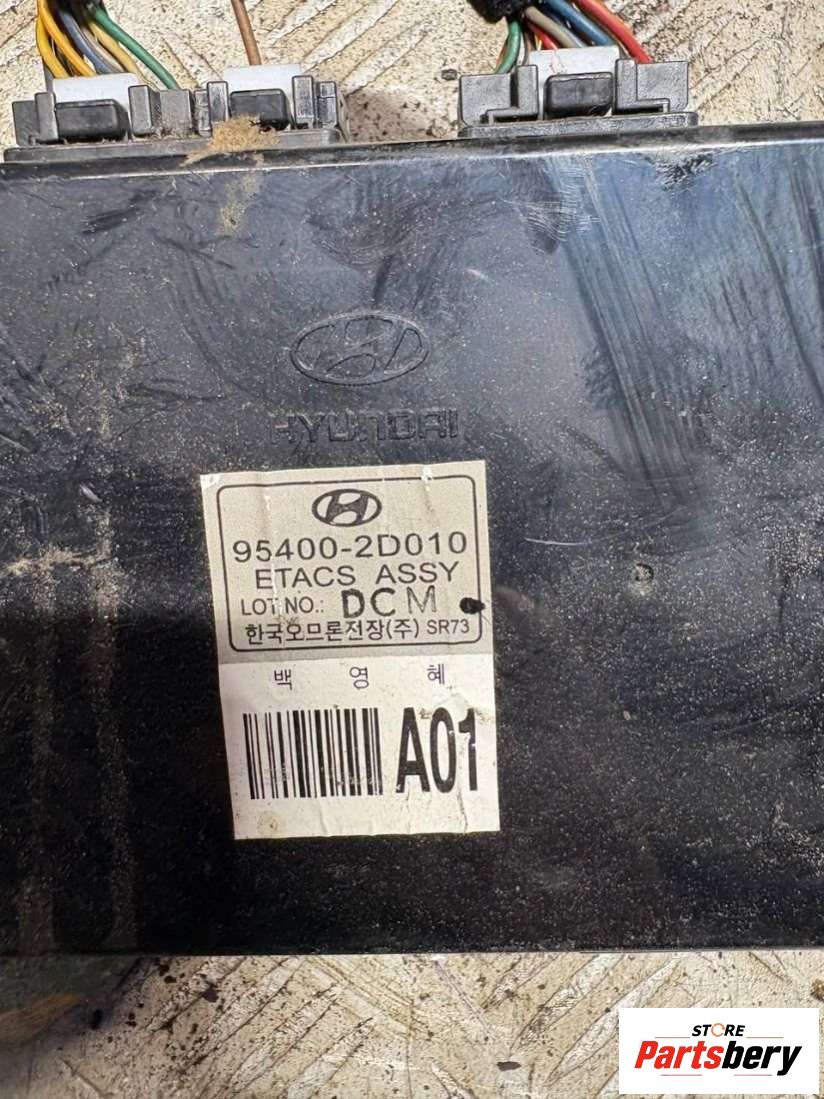 HYUNDAI
95400-2D010
ETACS ASSY
LOT NO.: DCM
한국오므론전장(주) SR73
백 영 혜
A01
STORE
Partsbery